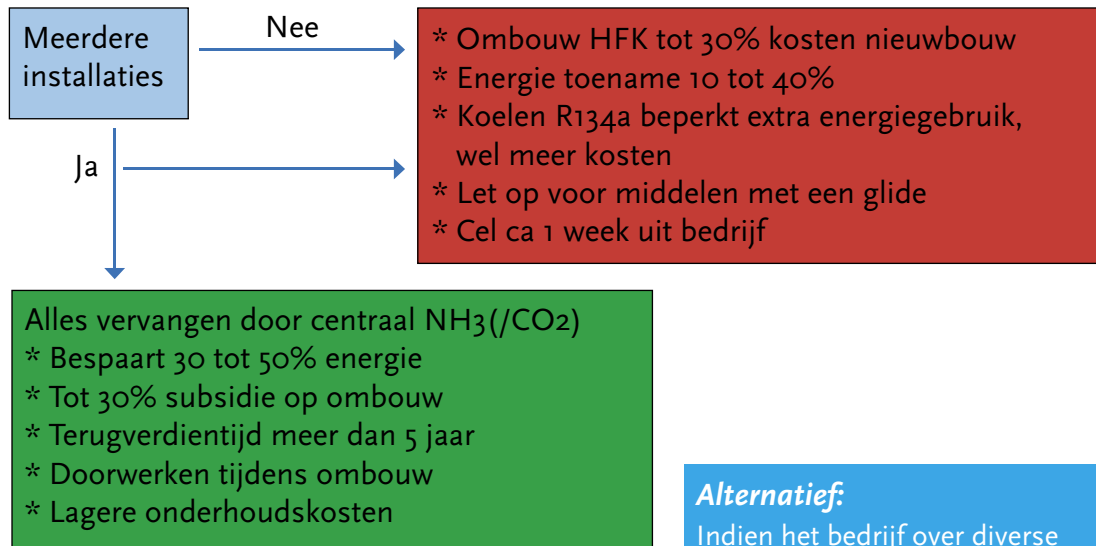 Meerdere
installaties
Nee
* Ombouw HFK tot 30% kosten nieuwbouw
* Energie toename 10 tot 40%
* Koelen R134a beperkt extra energiegebruik,
wel meer kosten
* Let op voor middelen met een glide
* Cel ca 1 week uit bedrijf
Ja
Alles vervangen door centraal NH3(/CO2)
* Bespaart 30 tot 50% energie
* Tot 30% subsidie op ombouw
* Terugverdientijd meer dan 5 jaar
* Doorwerken tijdens ombouw
* Lagere onderhoudskosten
Alternatief:
Indien het bedrijf over diverse